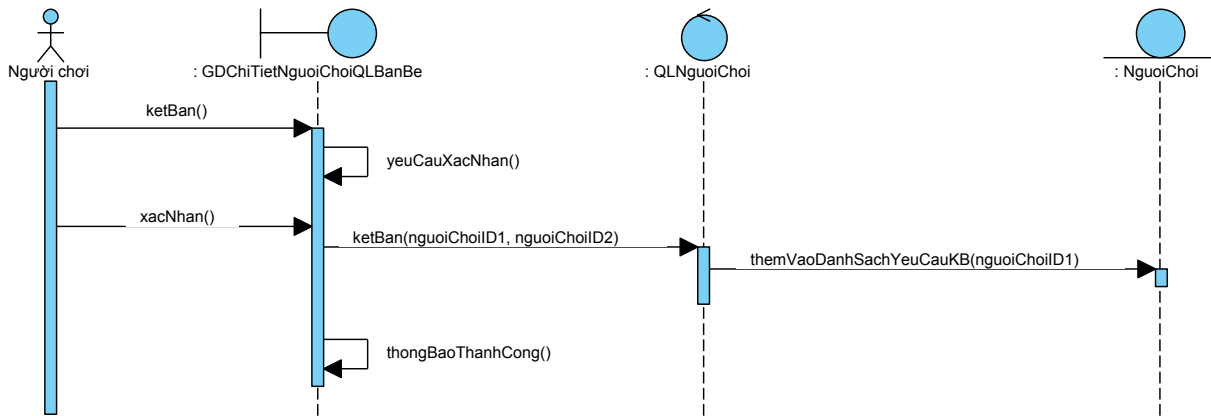 Người chơi
: GDChiTietNguoiChoiQLBanBe
: QLNguoiChoi
: NguoiChoi
ketBan()
yeuCauXacNhan()
xacNhan()
ketBan(nguoiChoiID1, nguoiChoiID2)
themVaoDanhSachYeuCauKB(nguoiChoiID1)
thongBaoThanhCong()